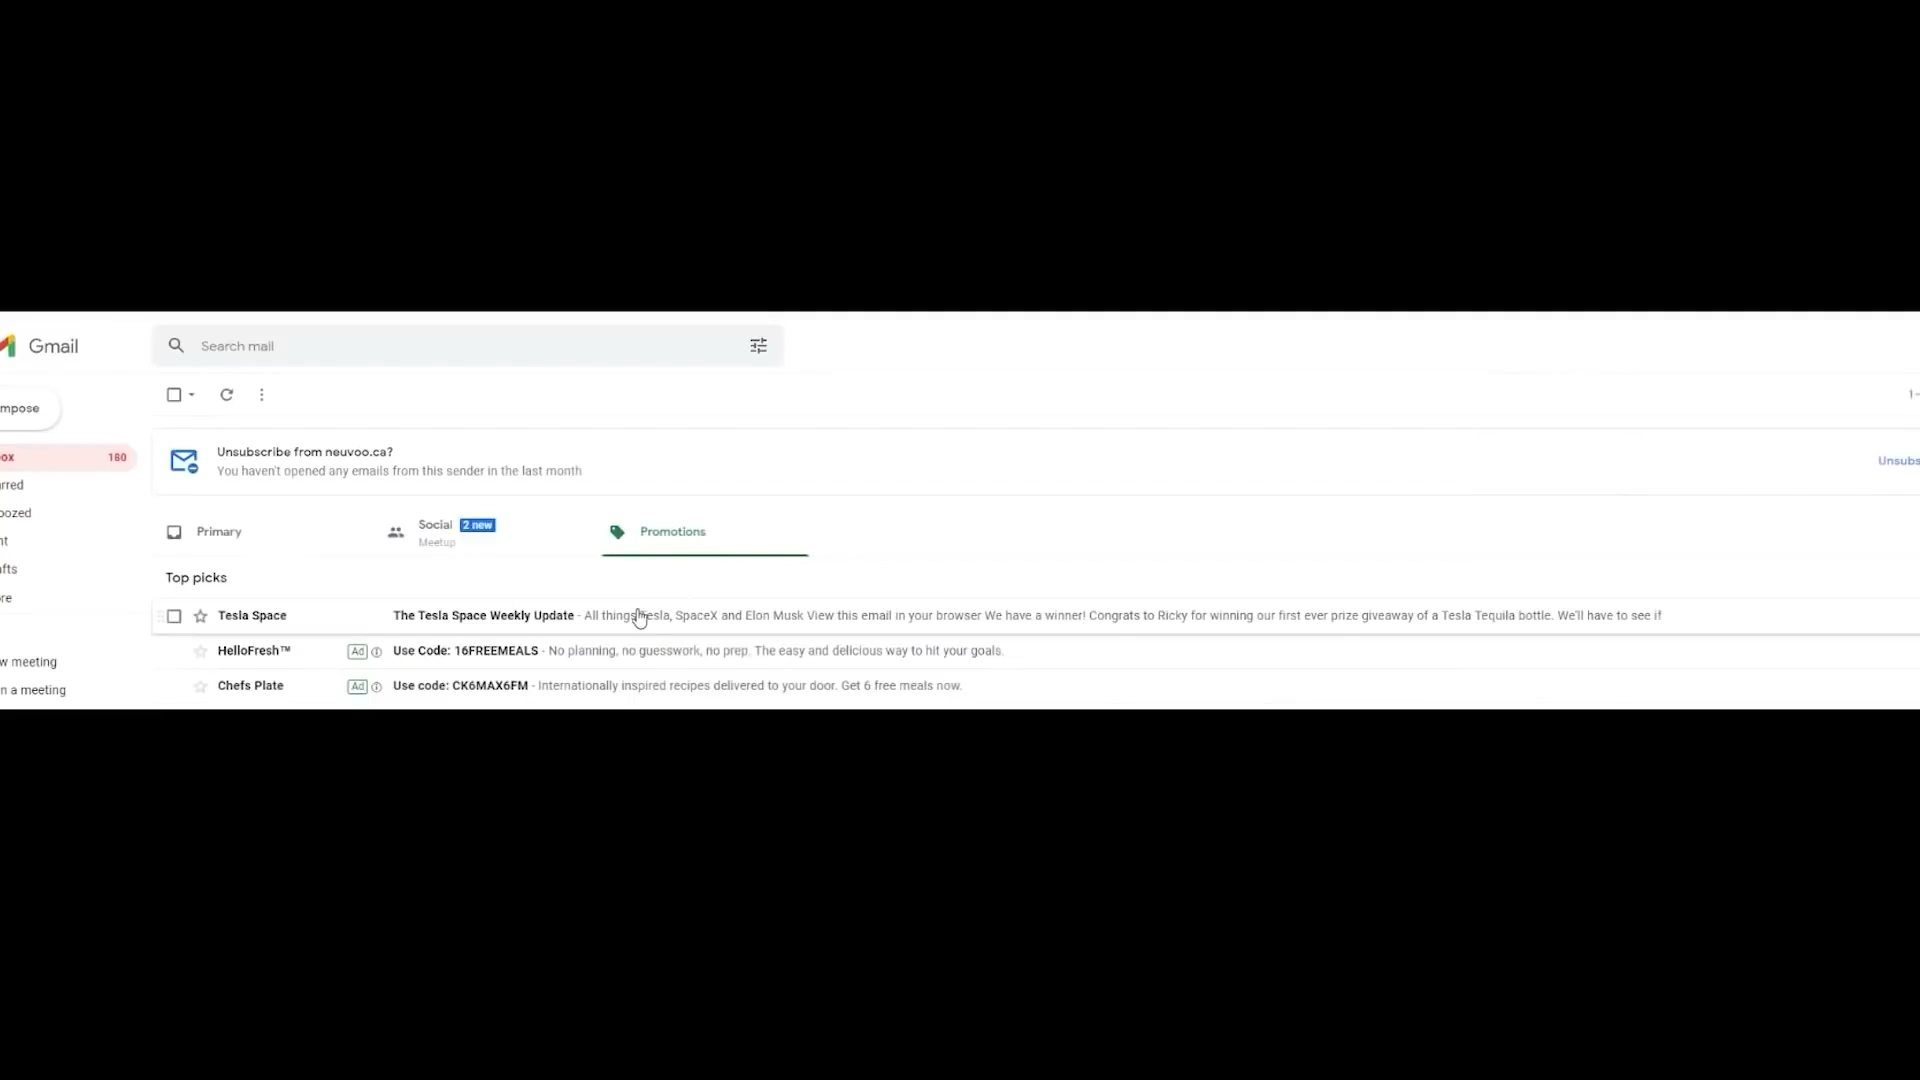 Gmail
Search mail
mpose
1-
Unsubscribe from neuvoo.ca?
You haven't opened any emails from this sender in the last month
Unsubs
ox 180
rred
oozed
nt
afts
re
w meeting
n a meeting
Primary
Social 2 new
Meetup
Promotions
Top picks
Tesla Space The Tesla Space Weekly Update - All things Tesla, SpaceX and Elon Musk View this email in your browser We have a winner! Congrats to Ricky for winning our first ever prize giveaway of a Tesla Tequila bottle. We'll have to see if
HelloFresh™ Ad Use Code: 16FREEMEALS - No planning, no guesswork, no prep. The easy and delicious way to hit your goals.
Chefs Plate Ad Use code: CK6MAX6FM - Internationally inspired recipes delivered to your door. Get 6 free meals now.